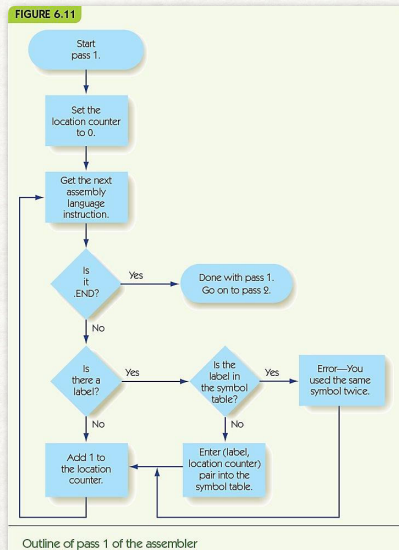 FIGURE 6.11
Start
pass 1.
Set the
location counter
to 0.
Get the next
assembly
language
instruction.
Is
it
.END?
Yes
Done with pass 1.
Go on to pass 2.
No
Is
there a
label?
Yes
Is the
label in
the symbol
table?
Yes
Error—You
used the same
symbol twice.
No
No
Add 1 to
the location
counter.
Enter (label,
location counter)
pair into the
symbol table.
Outline of pass 1 of the assembler